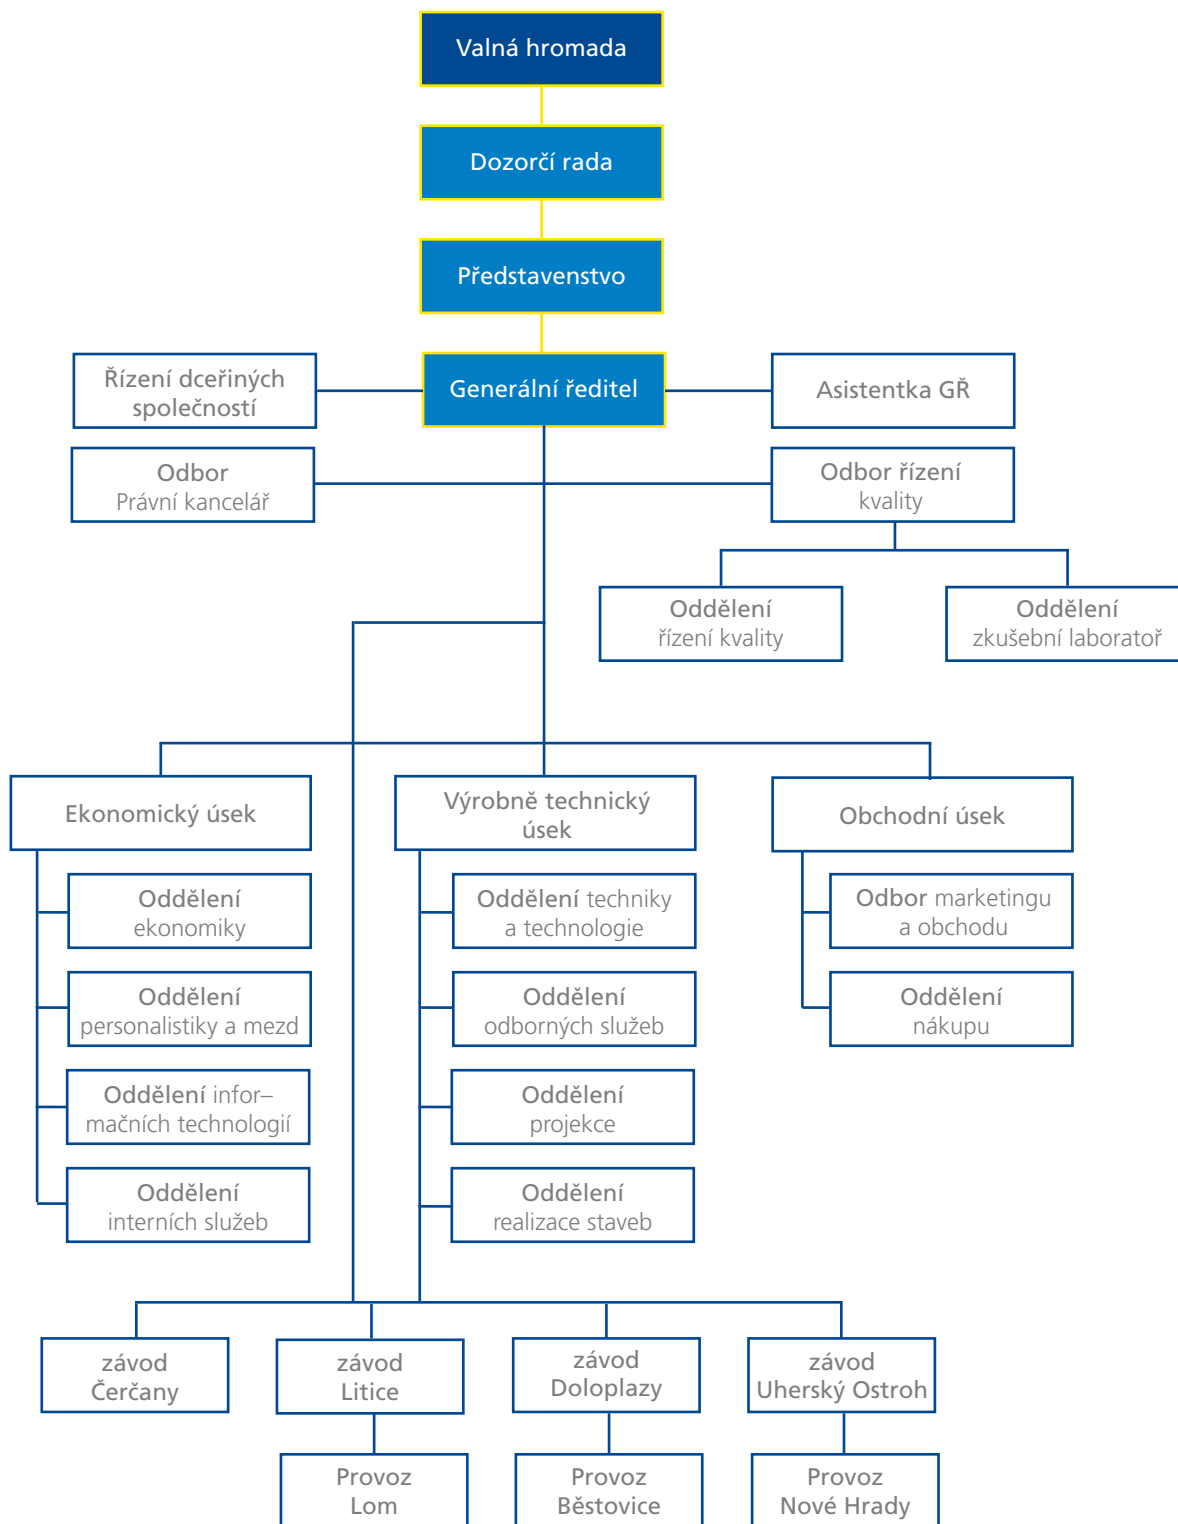 Valná hromada
Dozorčí rada
Představenstvo
Řízení dceřiných
společností
Generální ředitel
Asistentka GŘ
Odbor
Právní kancelář
Odbor řízení
kvality
Oddělení
řízení kvality
Oddělení
zkušební laboratoř
Ekonomický úsek
Výrobně technický
úsek
Obchodní úsek
Oddělení
ekonomiky
Oddělení techniky
a technologie
Odbor marketingu
a obchodu
Oddělení
personalistiky a mezd
Oddělení
odborných služeb
Oddělení
nákupu
Oddělení infor–
mačních technologií
Oddělení
projekce
Oddělení
interních služeb
Oddělení
realizace staveb
závod
Čerčany
závod
Litice
závod
Doloplazy
závod
Uherský Ostroh
Provoz
Lom
Provoz
Běstovice
Provoz
Nové Hrady